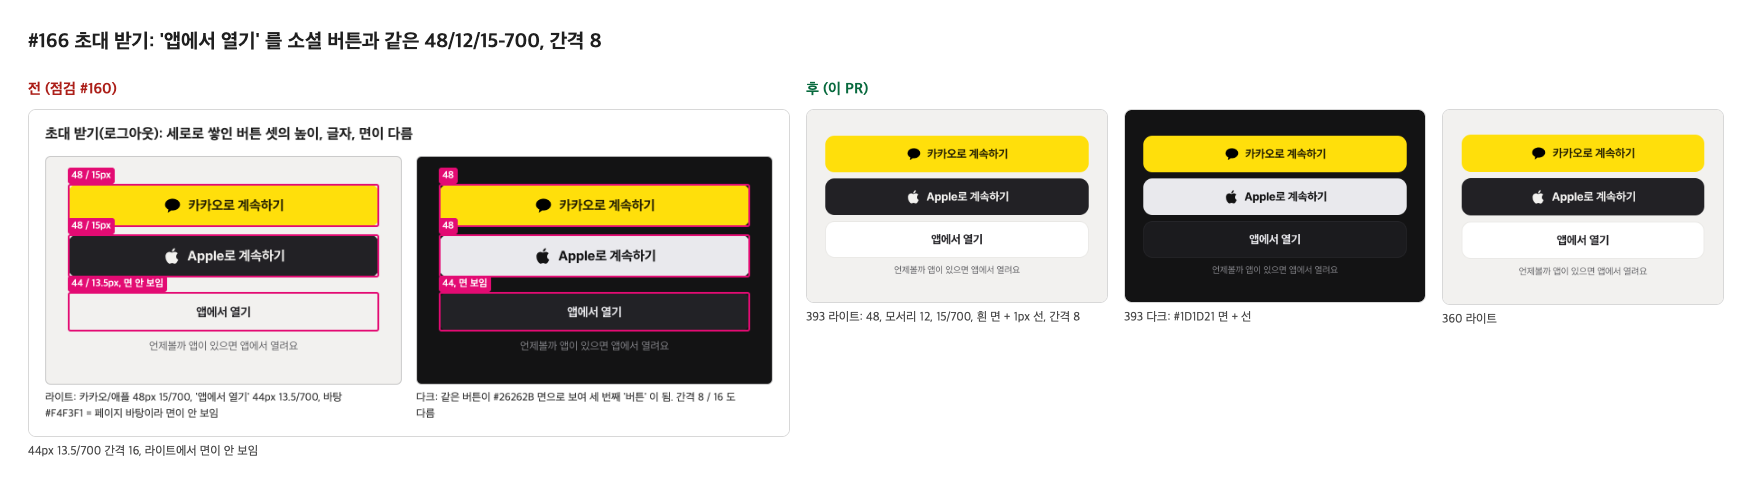 #166 초대 받기: '앱에서 열기' 를 소셜 버튼과 같은 48/12/15-700, 간격 8
전 (점검 #160)
초대 받기(로그아웃): 세로로 쌓인 버튼 셋의 높이, 글자, 면이 다름
48 / 15px
카카오로 계속하기
48 / 15px
Apple로 계속하기
44 / 13.5px, 면 안 보임
앱에서 열기
언제볼까 앱이 있으면 앱에서 열려요
라이트: 카카오/애플 48px 15/700, '앱에서 열기' 44px 13.5/700, 바탕
#F4F3F1 = 페이지 바탕이라 면이 안 보임
48
카카오로 계속하기
48
Apple로 계속하기
44, 면 보임
앱에서 열기
언제볼까 앱이 있으면 앱에서 열려요
다크: 같은 버튼이 #26262B 면으로 보여 세 번째 '버튼' 이 됨. 간격 8 / 16 도
다름
44px 13.5/700 간격 16, 라이트에서 면이 안 보임
후 (이 PR)
카카오로 계속하기
Apple로 계속하기
앱에서 열기
언제볼까 앱이 있으면 앱에서 열려요
393 라이트: 48, 모서리 12, 15/700, 흰 면 + 1px 선, 간격 8
카카오로 계속하기
Apple로 계속하기
앱에서 열기
언제볼까 앱이 있으면 앱에서 열려요
393 다크: #1D1D21 면 + 선
카카오로 계속하기
Apple로 계속하기
앱에서 열기
언제볼까 앱이 있으면 앱에서 열려요
360 라이트